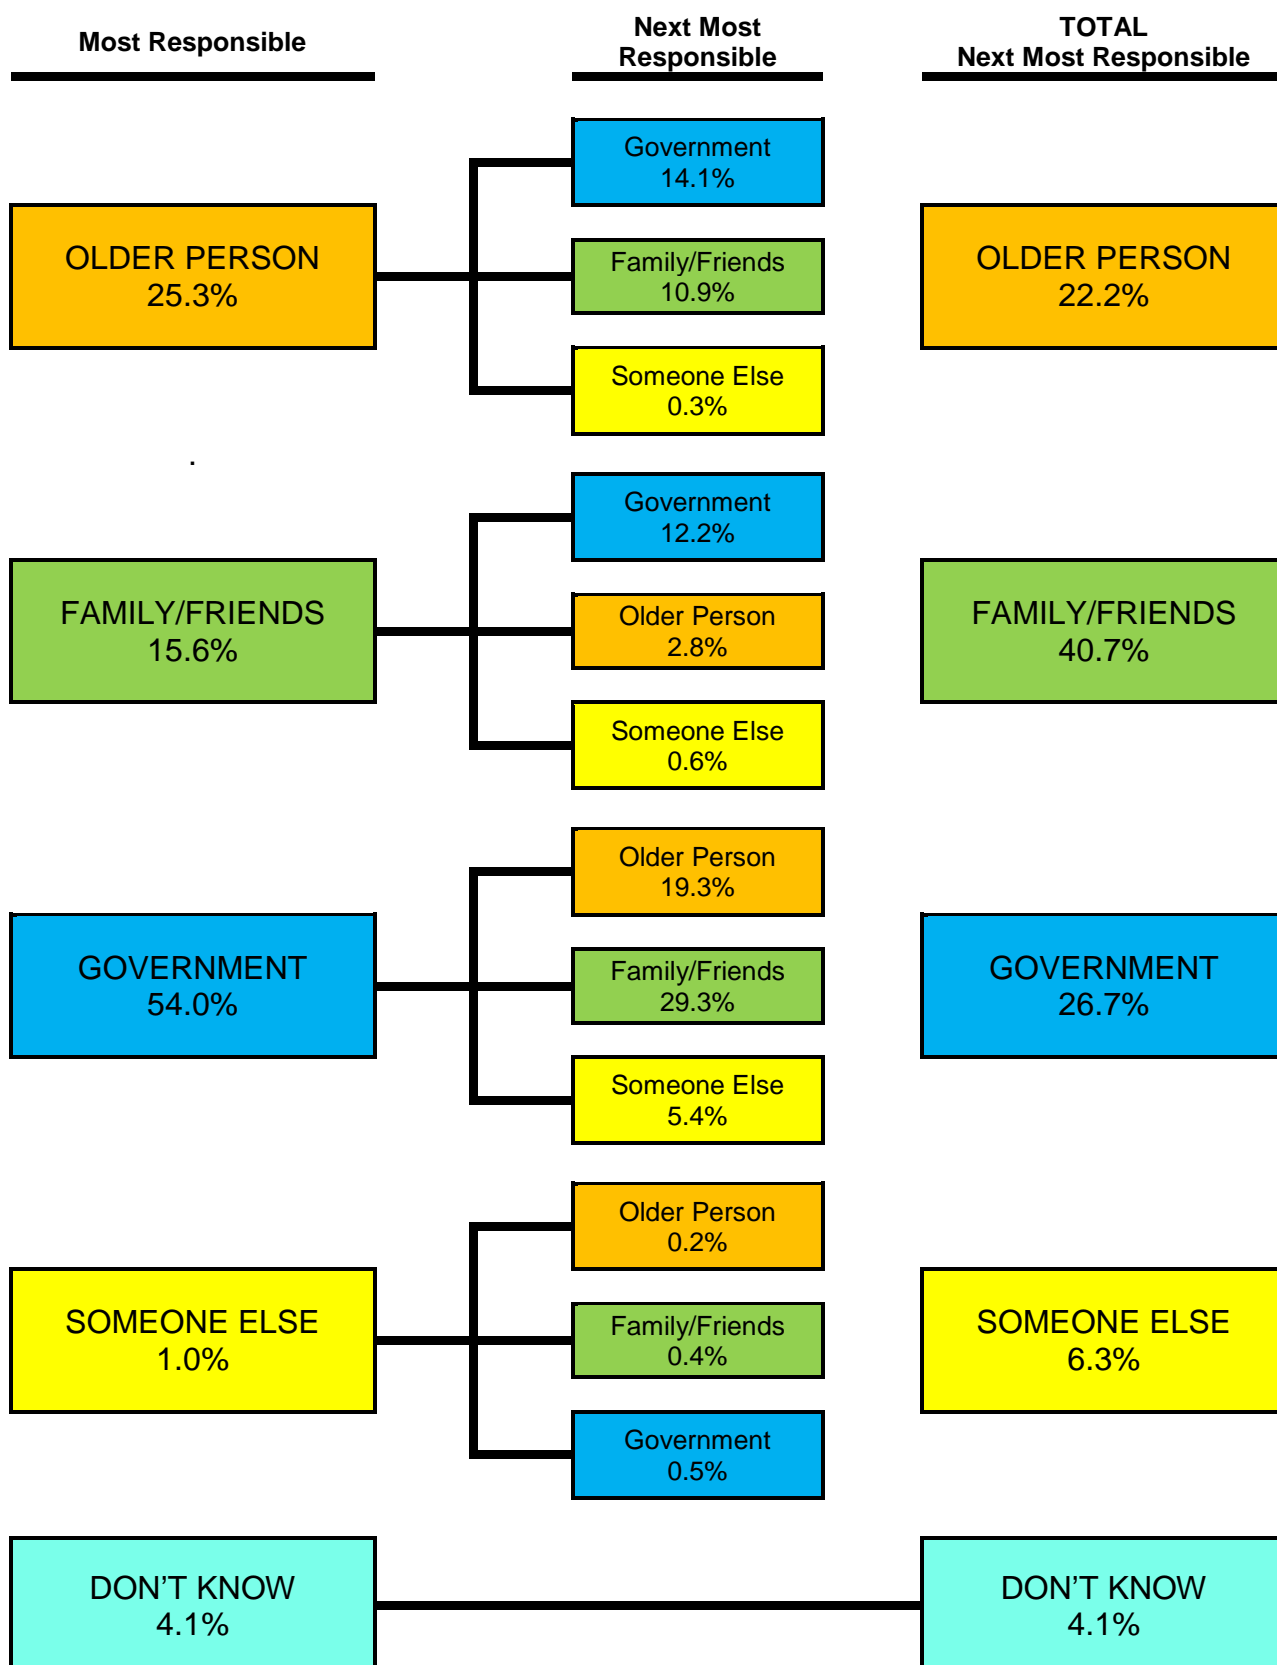 Most Responsible
Next Most
Responsible
TOTAL
Next Most Responsible
OLDER PERSON
25.3%
Government
14.1%
Family/Friends
10.9%
Someone Else
0.3%
OLDER PERSON
22.2%
.
FAMILY/FRIENDS
15.6%
Government
12.2%
Older Person
2.8%
Someone Else
0.6%
FAMILY/FRIENDS
40.7%
GOVERNMENT
54.0%
Older Person
19.3%
Family/Friends
29.3%
Someone Else
5.4%
GOVERNMENT
26.7%
SOMEONE ELSE
1.0%
Older Person
0.2%
Family/Friends
0.4%
Government
0.5%
SOMEONE ELSE
6.3%
DON'T KNOW
4.1%
DON'T KNOW
4.1%